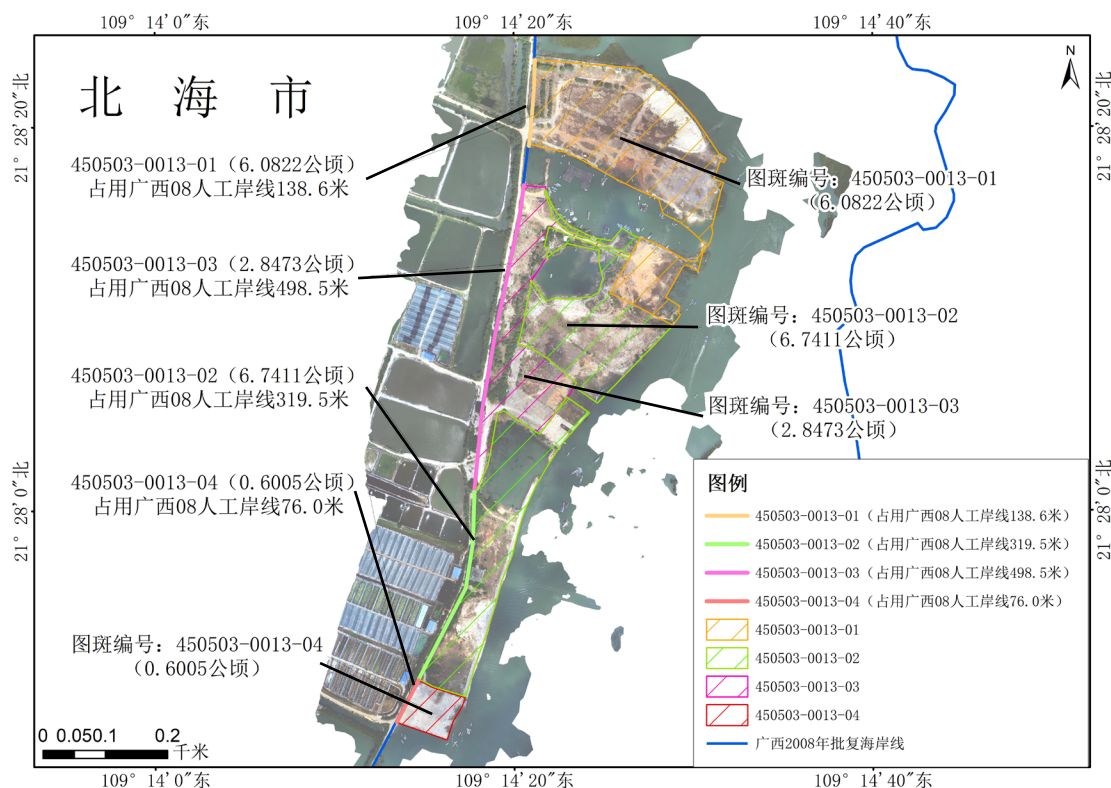 109° 14′0″东
109° 14′20″东
109° 14′40″东
21° 28′20″北
21° 28′20″北
N
北海市
450503-0013-01（6.0822公顷）
占用广西08人工岸线138.6米
图斑编号：450503-0013-01
（6.0822公顷）
450503-0013-03（2.8473公顷）
占用广西08人工岸线498.5米
图斑编号：450503-0013-02
（6.7411公顷）
450503-0013-02（6.7411公顷）
占用广西08人工岸线319.5米
图斑编号：450503-0013-03
（2.8473公顷）
450503-0013-04（0.6005公顷）
占用广西08人工岸线76.0米
21° 28′0″北
21° 28′0″北
图斑编号：450503-0013-04
（0.6005公顷）
图例
450503-0013-01（占用广西08人工岸线138.6米）
450503-0013-02（占用广西08人工岸线319.5米）
450503-0013-03（占用广西08人工岸线498.5米）
450503-0013-04（占用广西08人工岸线76.0米）
450503-0013-01
450503-0013-02
450503-0013-03
450503-0013-04
广西2008年批复海岸线
0 0.050.1 0.2
千米
109° 14′0″东
109° 14′20″东
109° 14′40″东